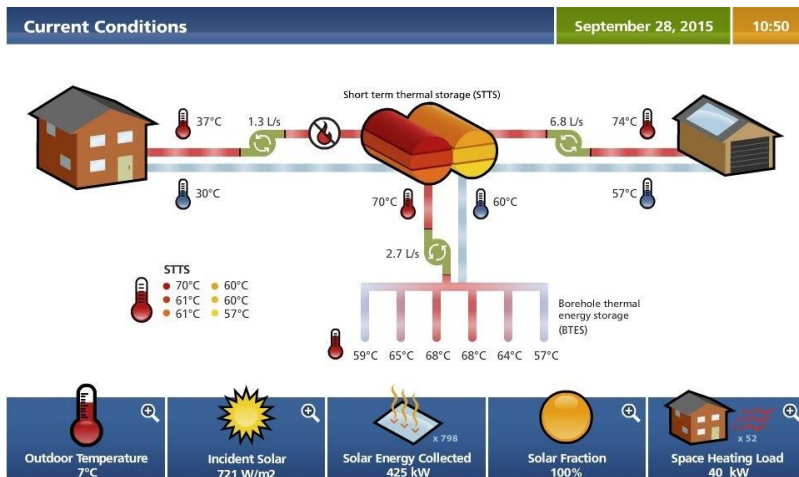 Current Conditions
September 28, 2015
10:50
Short term thermal storage (STTS)
37°C
1.3 L/s
6.8 L/s
74°C
30°C
70°C
60°C
57°C
2.7 L/s
STTS
70°C 60°C
61°C 60°C
61°C 57°C
Borehole thermal
energy storage
(BTES)
59°C 65°C 68°C 68°C 64°C 57°C
x 798
x 52
Outdoor Temperature
7°C
Incident Solar
721 W/m2
Solar Energy Collected
425 kW
Solar Fraction
100%
Space Heating Load
40 kW